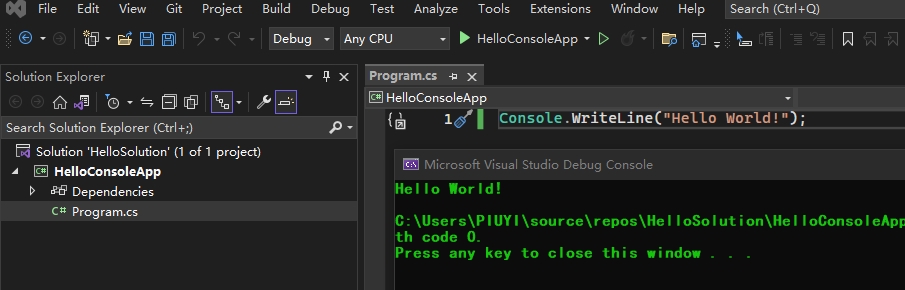 File Edit View Git Project Build Debug Test Analyze Tools Extensions Window Help Search (Ctrl+Q)
Debug Any CPU HelloConsoleApp
Solution Explorer
Search Solution Explorer (Ctrl+;)
Solution 'HelloSolution' (1 of 1 project)
HelloConsoleApp
Dependencies
C# Program.cs
Program.cs
C# HelloConsoleApp
1 Console.WriteLine("Hello World!");
Microsoft Visual Studio Debug Console
Hello World!
C:\Users\PIUYI\source\repos\HelloSolution\HelloConsoleApp
th code 0.
Press any key to close this window . . .